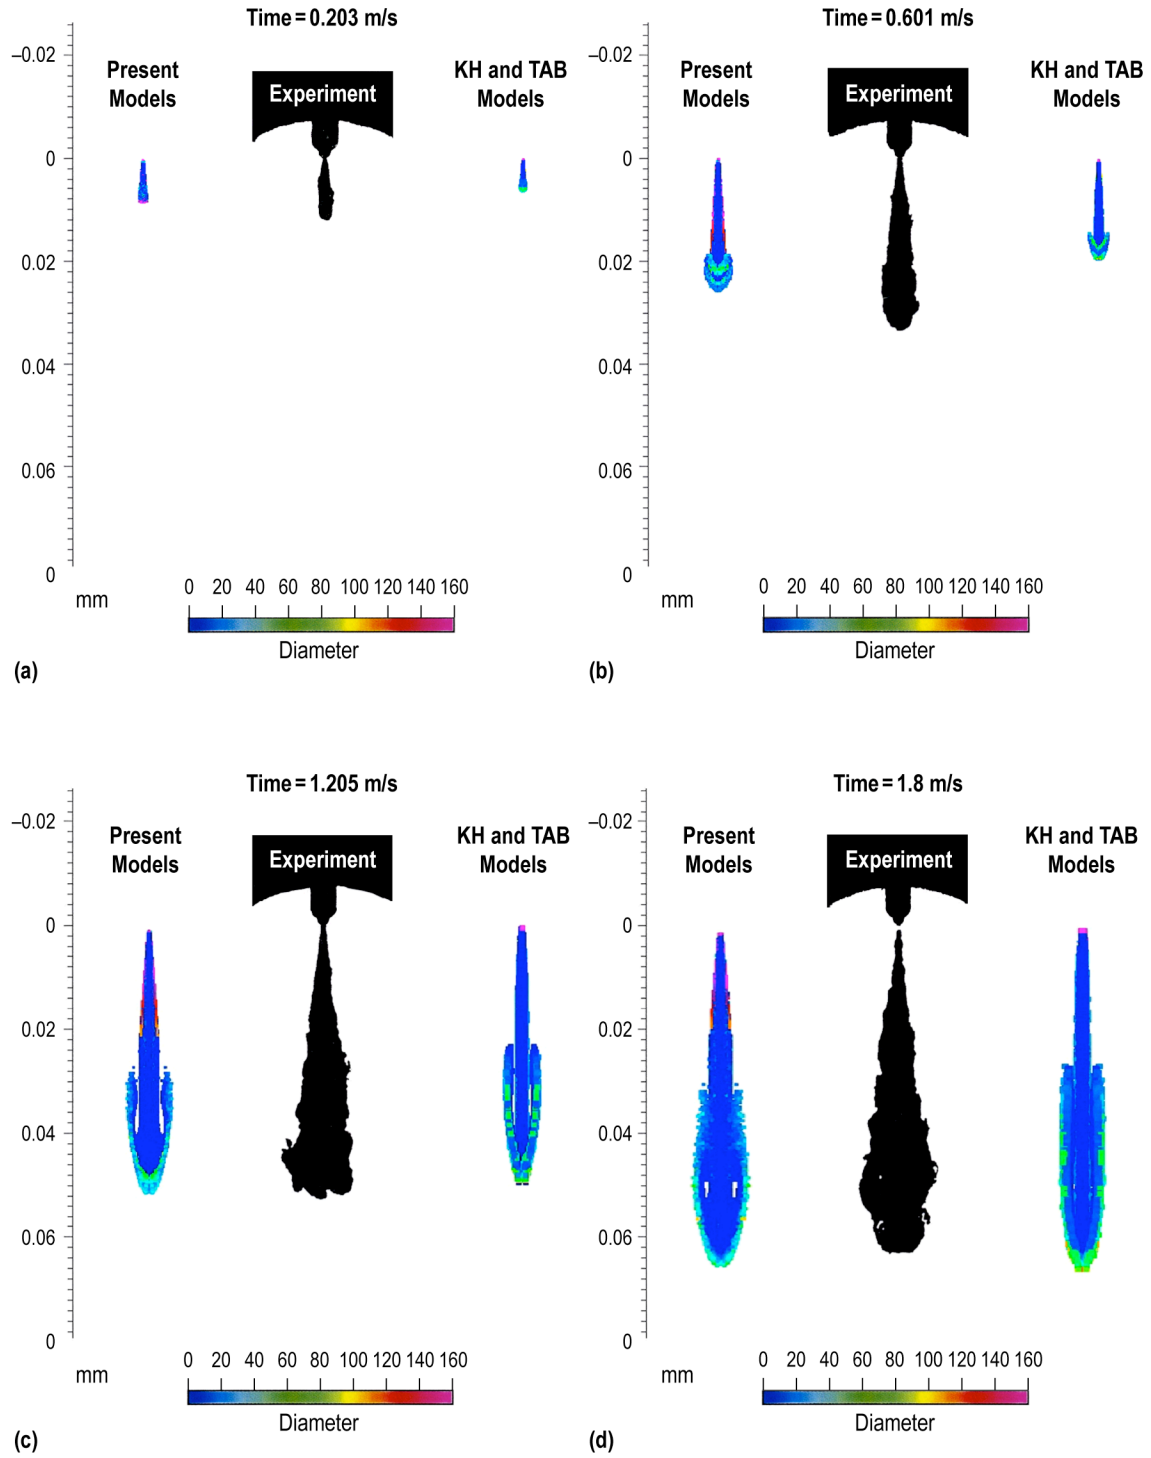 Time = 0.203 m/s
–0.02
Present
Models
Experiment
KH and TAB
Models
0
0.02
0.04
0.06
0
mm
0 20 40 60 80 100 120 140 160
Diameter
(a)
Time = 0.601 m/s
–0.02
Present
Models
Experiment
KH and TAB
Models
0
0.02
0.04
0.06
0
mm
0 20 40 60 80 100 120 140 160
Diameter
(b)
Time = 1.205 m/s
–0.02
Present
Models
Experiment
KH and TAB
Models
0
0.02
0.04
0.06
0
mm
0 20 40 60 80 100 120 140 160
Diameter
(c)
Time = 1.8 m/s
–0.02
Present
Models
Experiment
KH and TAB
Models
0
0.02
0.04
0.06
0
mm
0 20 40 60 80 100 120 140 160
Diameter
(d)